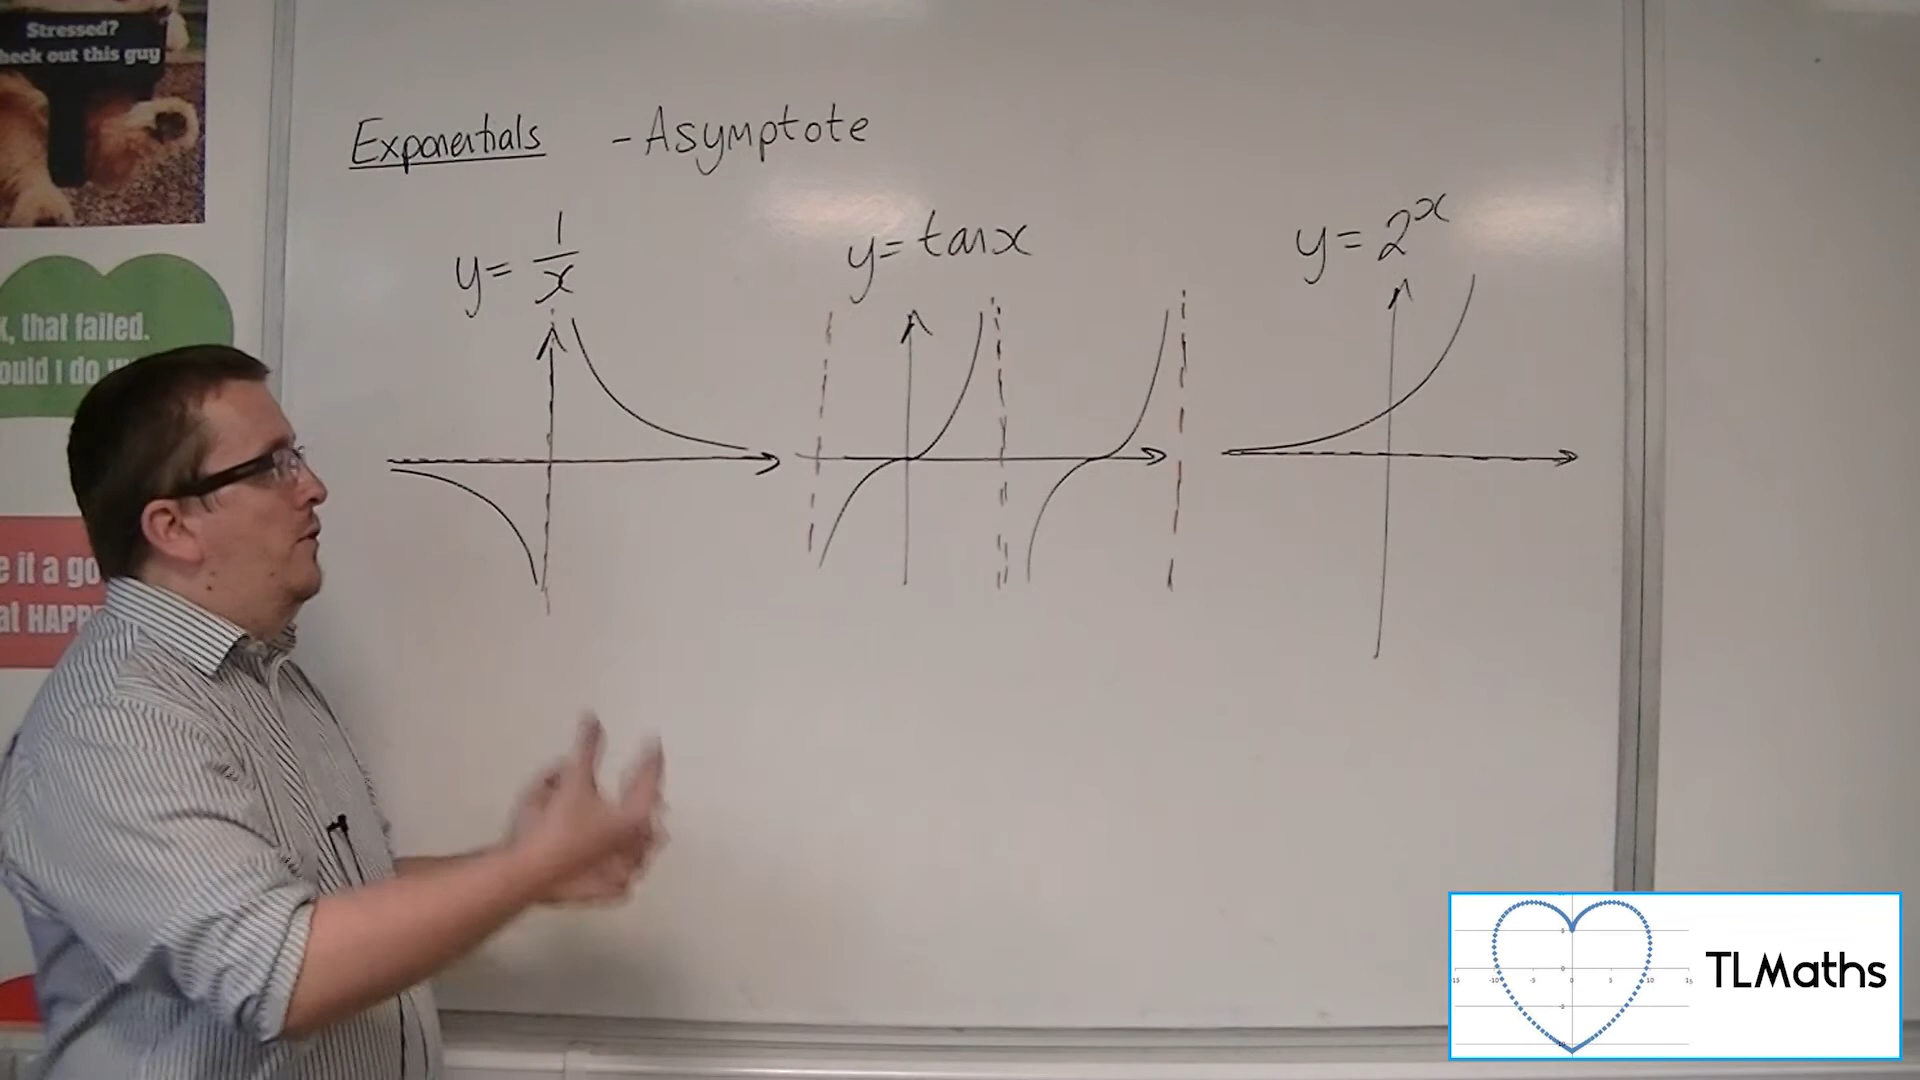 Stressed?
heck out this guy
Exponentials - Asymptote
y = 1/x
y = tan x
y = 2^x
k, that failed.
ould I do
e it a go
at HAPP
TLMaths